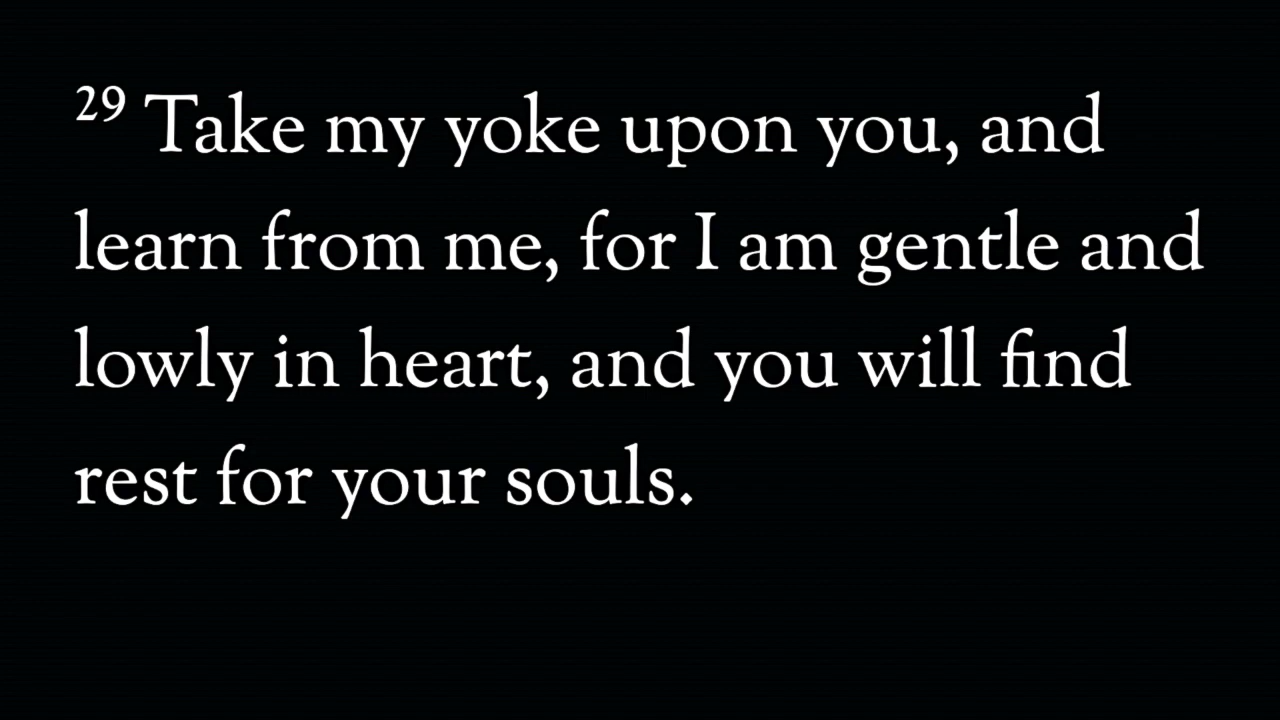 29 Take my yoke upon you, and
learn from me, for I am gentle and
lowly in heart, and you will find
rest for your souls.